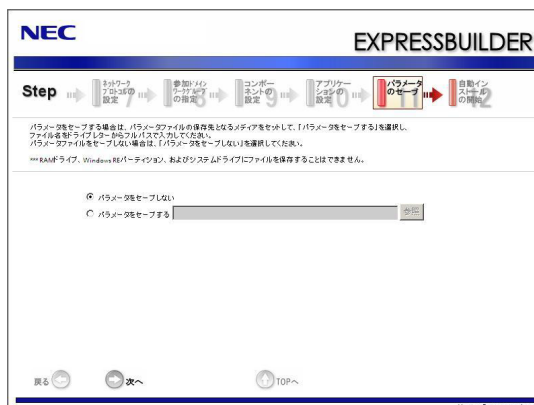 NEC
EXPRESSBUILDER
Step
ネットワーク
プロトコルの
設定
7
参加ドメイン
ワークグループ
の指定
8
コンポー
ネントの
設定
9
アプリケー
ションの
設定
10
パラメータ
のセーブ
11
自動イン
ストール
の開始
12
パラメータをセーブする場合は、パラメータファイルの保存先となるメディアをセットして、「パラメータをセーブする」を選択し、
ファイル名をドライブレターからフルパスで入力してください。
パラメータファイルをセーブしない場合は、「パラメータをセーブしない」を選択してください。
*** RAMドライブ、Windows REパーティション、およびシステムドライブにファイルを保存することはできません。
パラメータをセーブしない
パラメータをセーブする
参照
戻る
次へ
TOPへ